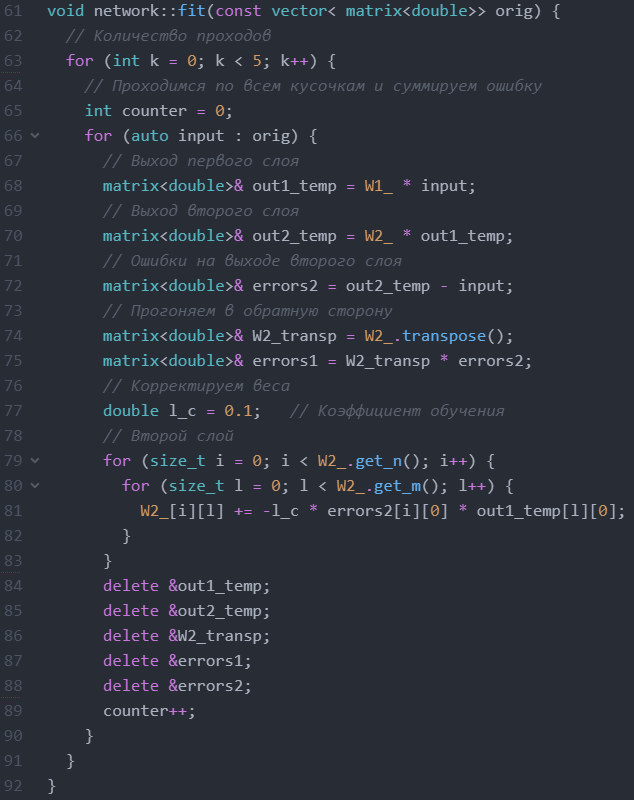 61 void network::fit(const vector< matrix<double>> orig) {
62   // Количество проходов
63   for (int k = 0; k < 5; k++) {
64     // Проходимся по всем кусочкам и суммируем ошибку
65     int counter = 0;
66     for (auto input : orig) {
67       // Выход первого слоя
68       matrix<double>& out1_temp = W1_ * input;
69       // Выход второго слоя
70       matrix<double>& out2_temp = W2_ * out1_temp;
71       // Ошибки на выходе второго слоя
72       matrix<double>& errors2 = out2_temp - input;
73       // Прогоняем в обратную сторону
74       matrix<double>& W2_transp = W2_.transpose();
75       matrix<double>& errors1 = W2_transp * errors2;
76       // Корректируем веса
77       double l_c = 0.1;   // Коэффициент обучения
78       // Второй слой
79       for (size_t i = 0; i < W2_.get_n(); i++) {
80         for (size_t l = 0; l < W2_.get_m(); l++) {
81           W2_[i][l] += -l_c * errors2[i][0] * out1_temp[l][0];
82         }
83       }
84       delete &out1_temp;
85       delete &out2_temp;
86       delete &W2_transp;
87       delete &errors1;
88       delete &errors2;
89       counter++;
90     }
91   }
92 }